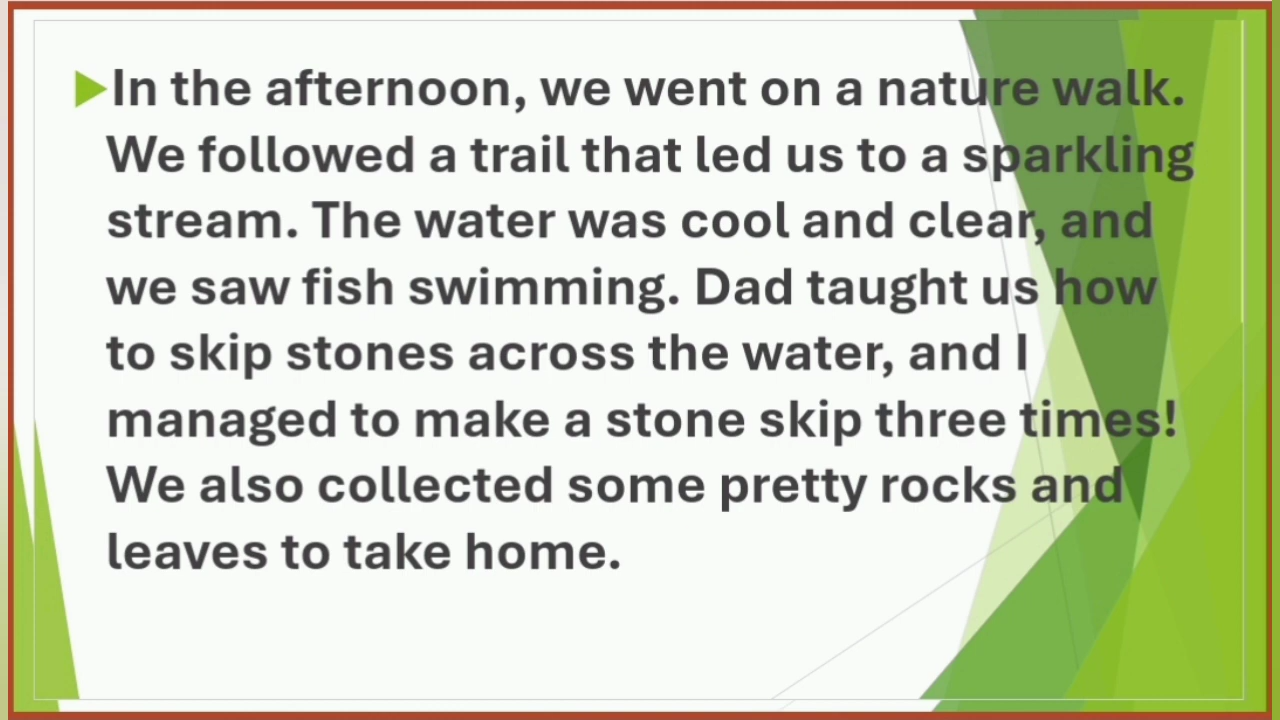 In the afternoon, we went on a nature walk.
We followed a trail that led us to a sparkling
stream. The water was cool and clear, and
we saw fish swimming. Dad taught us how
to skip stones across the water, and I
managed to make a stone skip three times!
We also collected some pretty rocks and
leaves to take home.